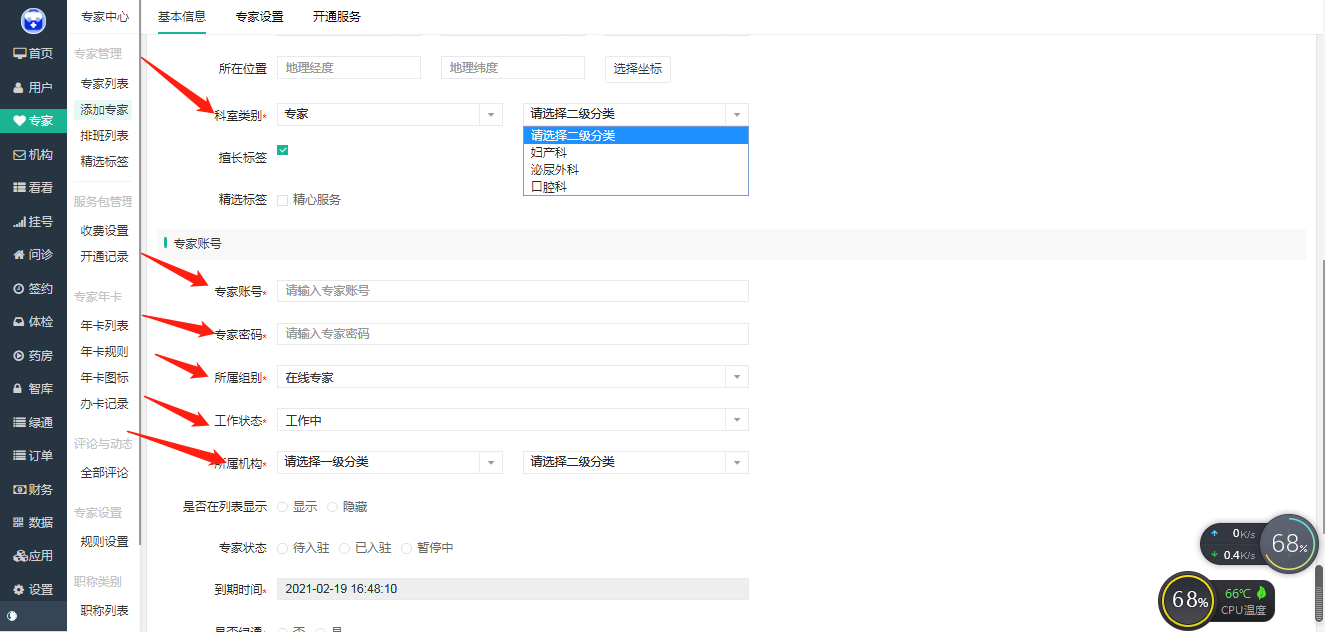 专家中心
基本信息 专家设置 开通服务
首页
用户
专家
机构
看看
挂号
问诊
签约
体检
药房
智库
绿通
订单
财务
数据
应用
设置
专家管理
专家列表
添加专家
排班列表
精选标签
服务包管理
收费设置
开通记录
专家年卡
年卡列表
年卡规则
年卡图标
办卡记录
评论与动态
全部评论
专家设置
规则设置
职称类别
职称列表
所在位置 地理经度 地理纬度 选择坐标
科室类别* 专家 请选择二级分类
请选择二级分类
妇产科
泌尿外科
口腔科
擅长标签
精选标签 精心服务
专家账号
专家账号* 请输入专家账号
专家密码* 请输入专家密码
所属组别* 在线专家
工作状态* 工作中
所属机构* 请选择一级分类 请选择二级分类
是否在列表显示 显示 隐藏
专家状态 待入驻 已入驻 暂停中
到期时间* 2021-02-19 16:48:10
是否绿通* 否 是
0K/s
0.4K/s
68%
68%
66℃
CPU温度